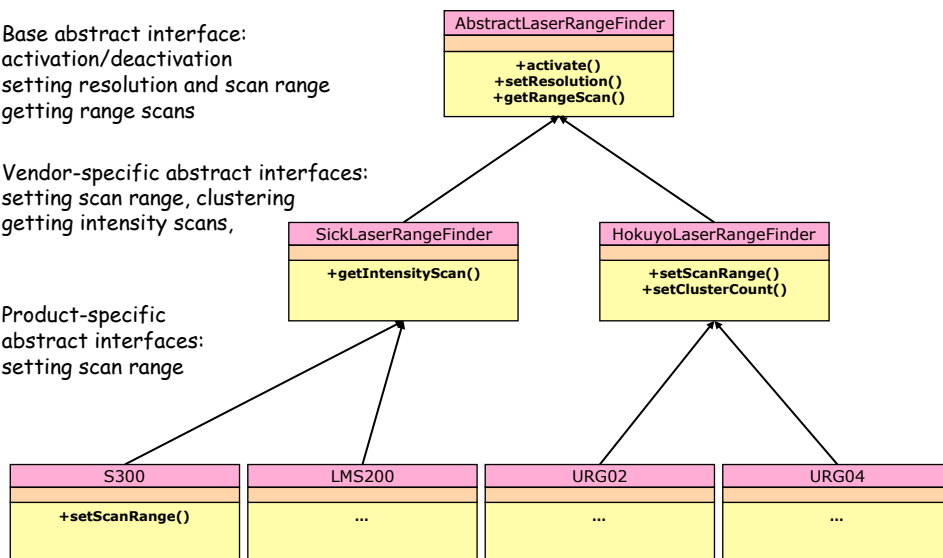 AbstractLaserRangeFinder
+activate()
+setResolution()
+getRangeScan()
Base abstract interface:
activation/deactivation
setting resolution and scan range
getting range scans
Vendor-specific abstract interfaces:
setting scan range, clustering
getting intensity scans,
SickLaserRangeFinder
+getIntensityScan()
HokuyoLaserRangeFinder
+setScanRange()
+setClusterCount()
Product-specific
abstract interfaces:
setting scan range
S300
+setScanRange()
LMS200
...
URG02
...
URG04
...